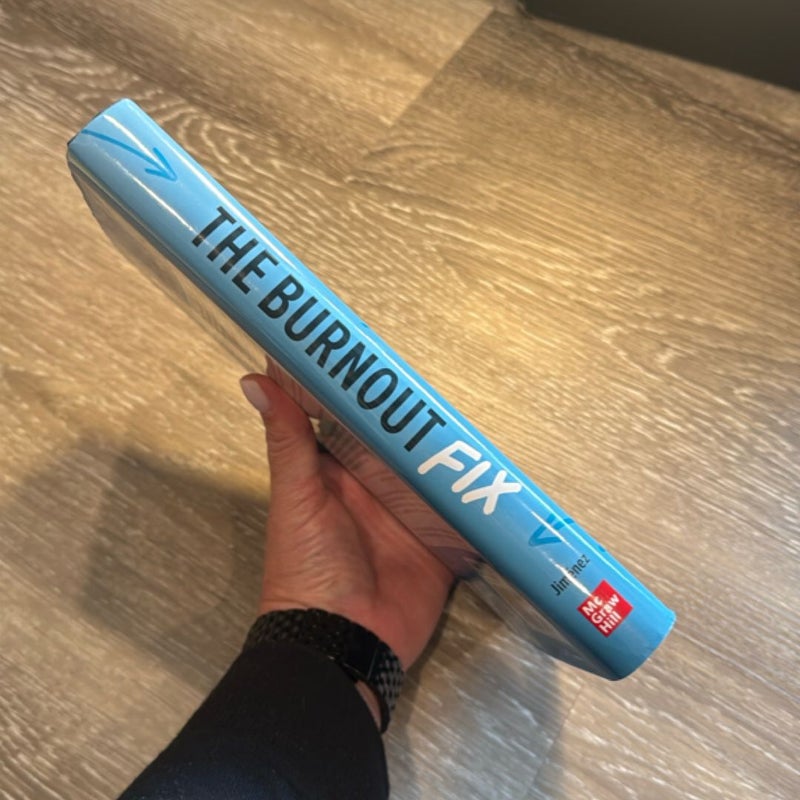 THE BURNOUT FIX
Jiménez
Mc
Graw
Hill